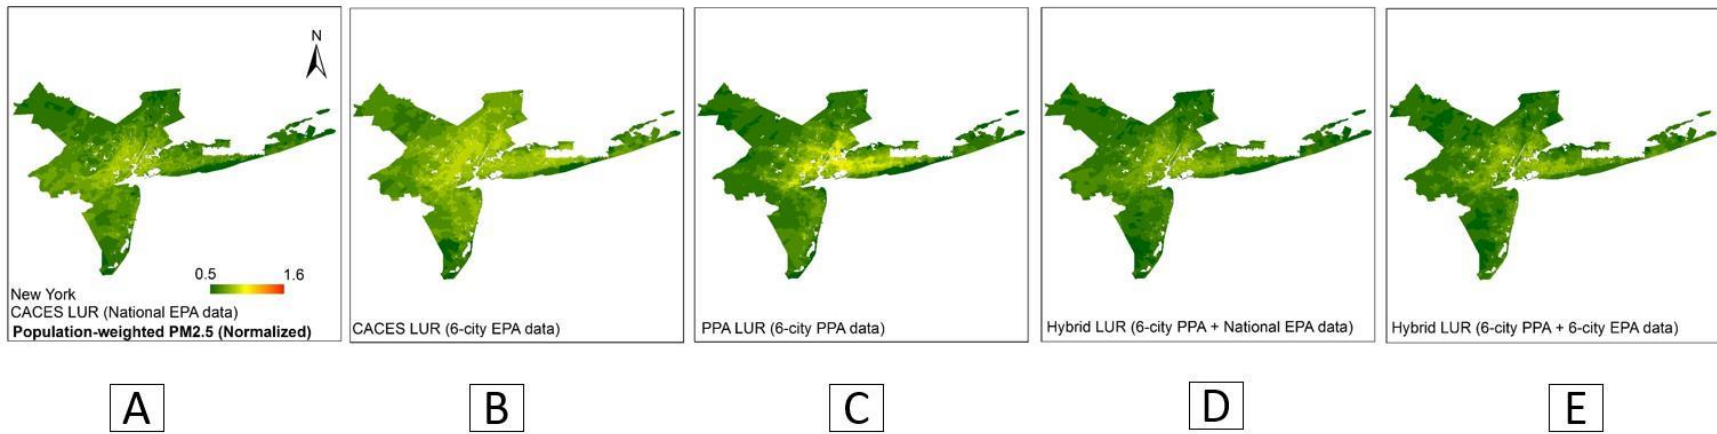 N
0.5 1.6
New York
CACES LUR (National EPA data)
Population-weighted PM2.5 (Normalized)
CACES LUR (6-city EPA data)
PPA LUR (6-city PPA data)
Hybrid LUR (6-city PPA + National EPA data)
Hybrid LUR (6-city PPA + 6-city EPA data)
A
B
C
D
E